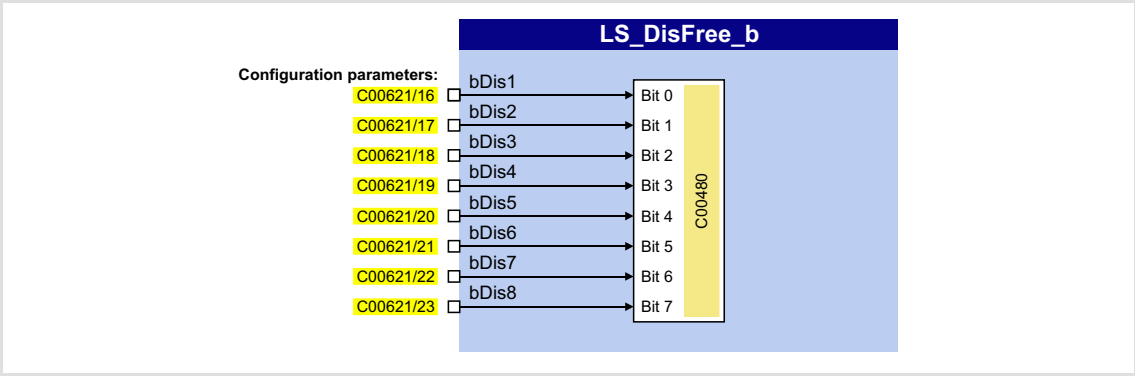 LS_DisFree_b
Configuration parameters:
bDis1
C00621/16
Bit 0
bDis2
C00621/17
Bit 1
bDis3
C00621/18
Bit 2
bDis4
C00621/19
Bit 3
bDis5
C00621/20
Bit 4
bDis6
C00621/21
Bit 5
bDis7
C00621/22
Bit 6
bDis8
C00621/23
Bit 7
C00480